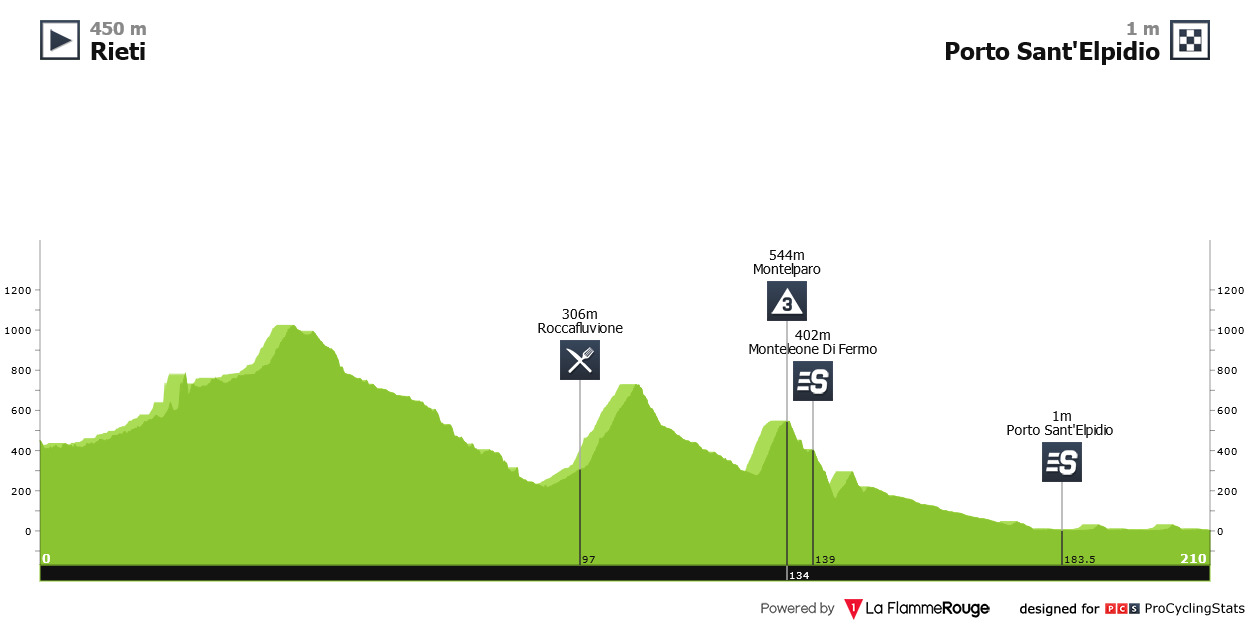 450 m
Rieti
1 m
Porto Sant'Elpidio
544m
Montelparo
3
306m
Roccafluvione
402m
Monteleone Di Fermo
S
1m
Porto Sant'Elpidio
S
1200
1000
800
600
400
200
0
1200
1000
800
600
400
200
0
0
97
139
183.5
210
134
Powered by 1 La FlammeRouge designed for PCS ProCyclingStats